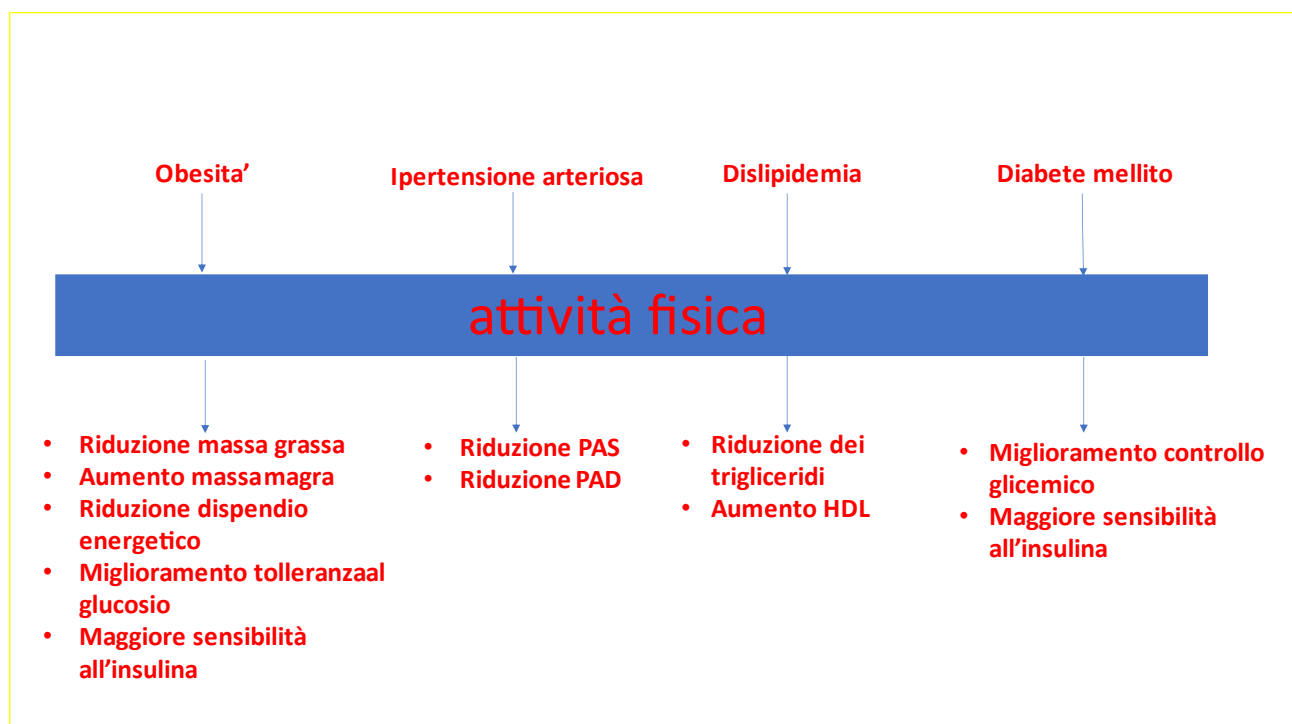 Obesita’
Ipertensione arteriosa
Dislipidemia
Diabete mellito
attività fisica
• Riduzione massa grassa
• Aumento massamagra
• Riduzione dispendio
energetico
• Miglioramento tolleranzaal
glucosio
• Maggiore sensibilità
all’insulina
• Riduzione PAS
• Riduzione PAD
• Riduzione dei
trigliceridi
• Aumento HDL
• Miglioramento controllo
glicemico
• Maggiore sensibilità
all’insulina